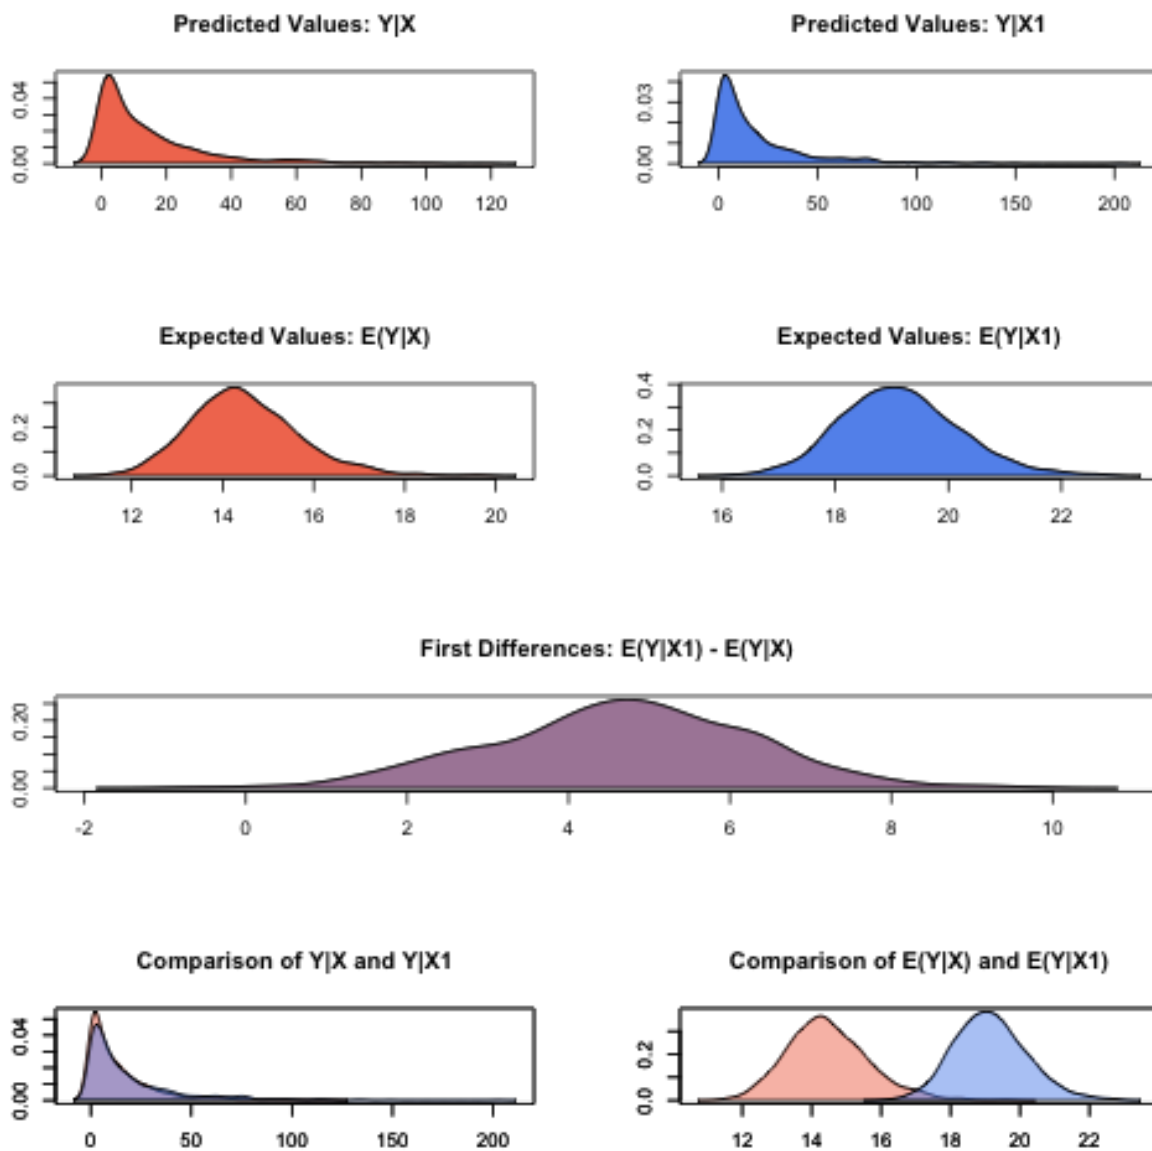 Predicted Values: Y|X
0.04
0.00
0 20 40 60 80 100 120
Predicted Values: Y|X1
0.03
0.00
0 50 100 150 200
Expected Values: E(Y|X)
0.2
0.0
12 14 16 18 20
Expected Values: E(Y|X1)
0.4
0.2
0.0
16 18 20 22
First Differences: E(Y|X1) - E(Y|X)
0.20
0.00
-2 0 2 4 6 8 10
Comparison of Y|X and Y|X1
0.04
0.00
0 50 100 150 200
Comparison of E(Y|X) and E(Y|X1)
0.2
0.0
12 14 16 18 20 22